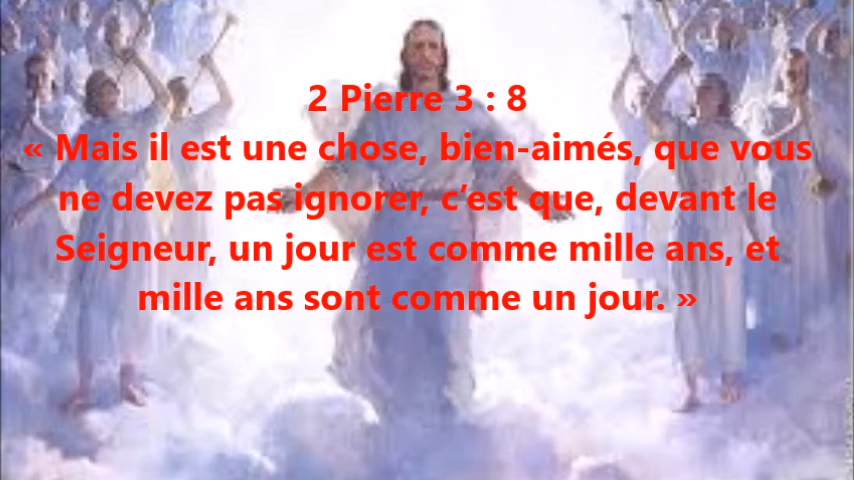 2 Pierre 3 : 8
« Mais il est une chose, bien-aimés, que vous
ne devez pas ignorer, c’est que, devant le
Seigneur, un jour est comme mille ans, et
mille ans sont comme un jour. »